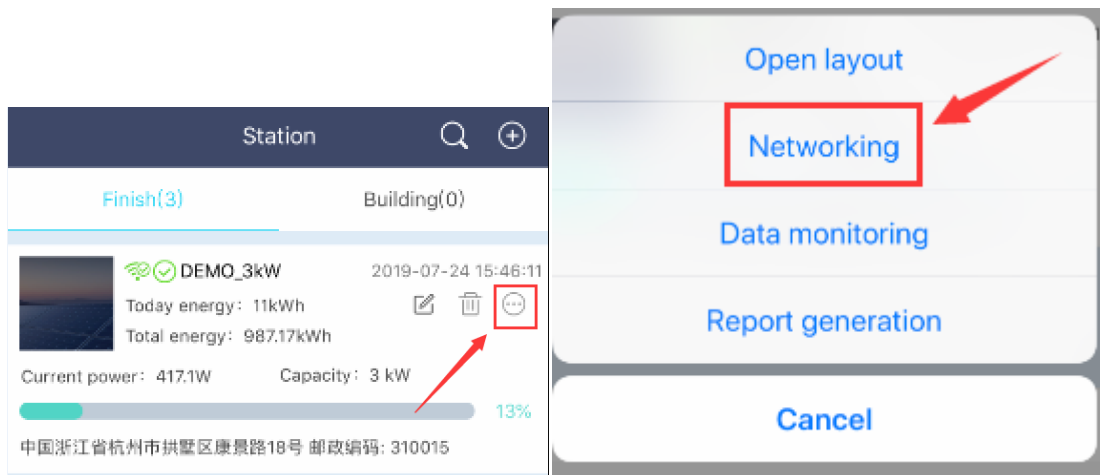 Station
Finish(3) Building(0)
DEMO_3kW 2019-07-24 15:46:11
Today energy: 11kWh
Total energy: 987.17kWh
Current power: 417.1W Capacity: 3 kW
13%
中国浙江省杭州市拱墅区康景路18号 邮政编码: 310015
Open layout
Networking
Data monitoring
Report generation
Cancel